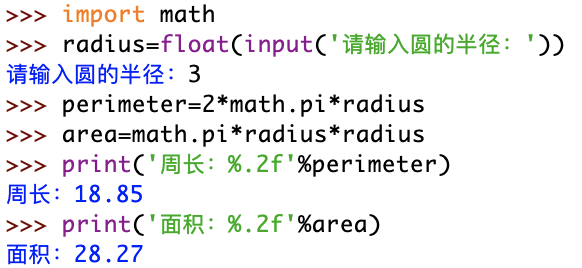 >>> import math
>>> radius=float(input('请输入圆的半径：'))
请输入圆的半径：3
>>> perimeter=2*math.pi*radius
>>> area=math.pi*radius*radius
>>> print('周长：%.2f'%perimeter)
周长：18.85
>>> print('面积：%.2f'%area)
面积：28.27